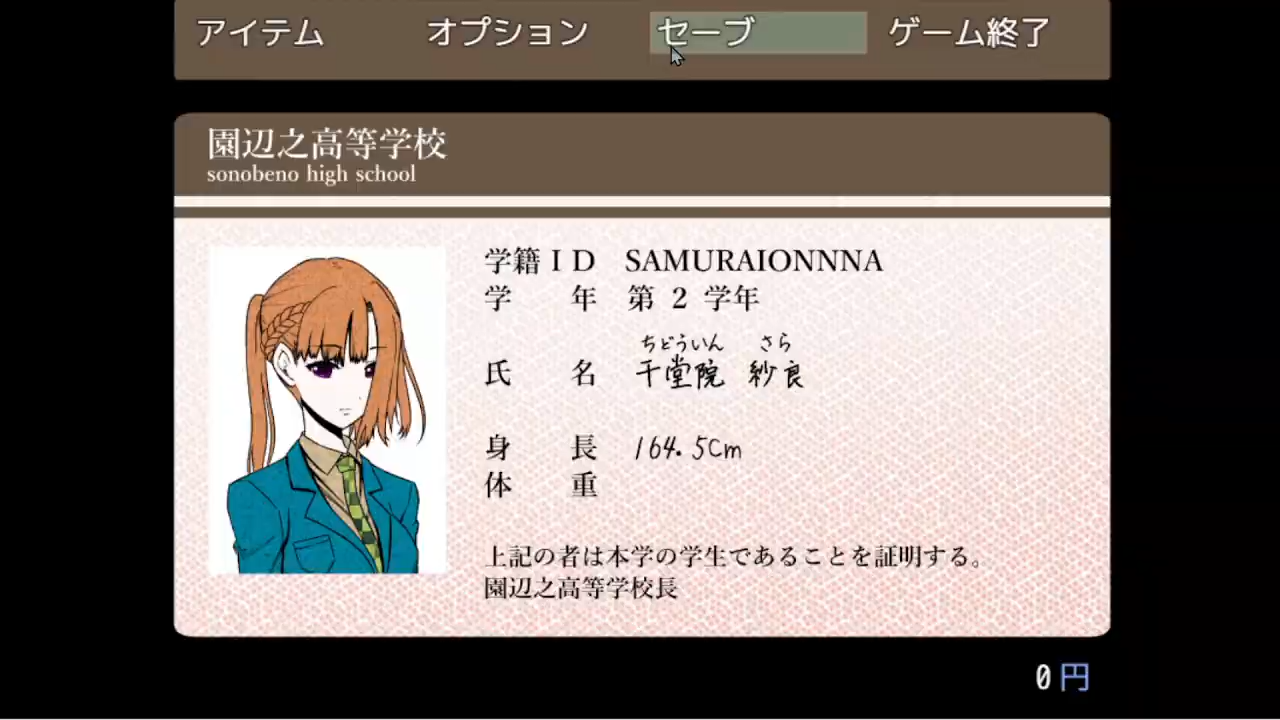 アイテム オプション セーブ ゲーム終了
園辺之高等学校
sonobeno high school
学籍ID SAMURAIONNNA
学 年 第 2 学年
ちどういん さら
氏 名 千堂院 紗良
身 長 164.5Cm
体 重
上記の者は本学の学生であることを証明する。
園辺之高等学校長
0 円